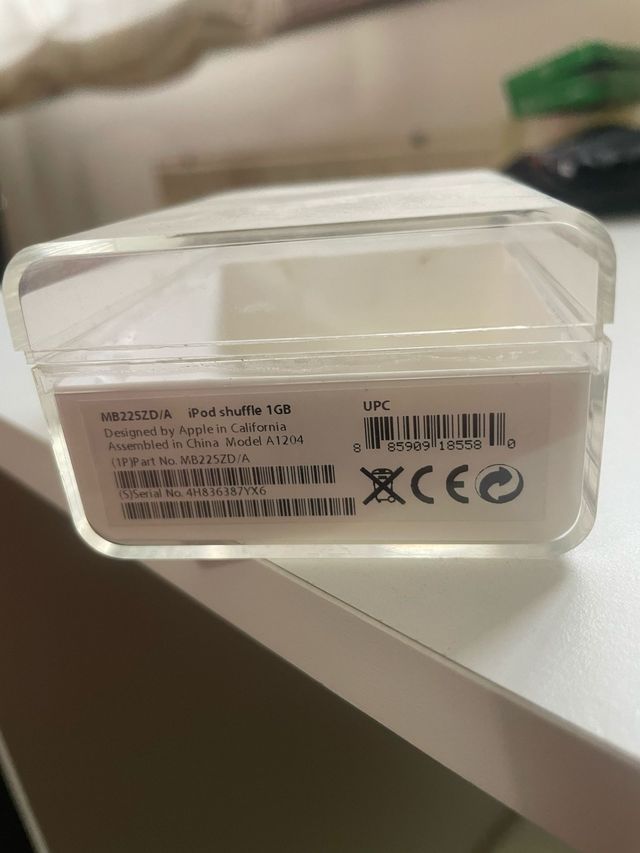 MB225ZD/A iPod shuffle 1GB
Designed by Apple in California
Assembled in China Model A1204
(1P)Part No. MB225ZD/A
(S)Serial No. 4H836387YX6
UPC
8 85909 18558 0
CE